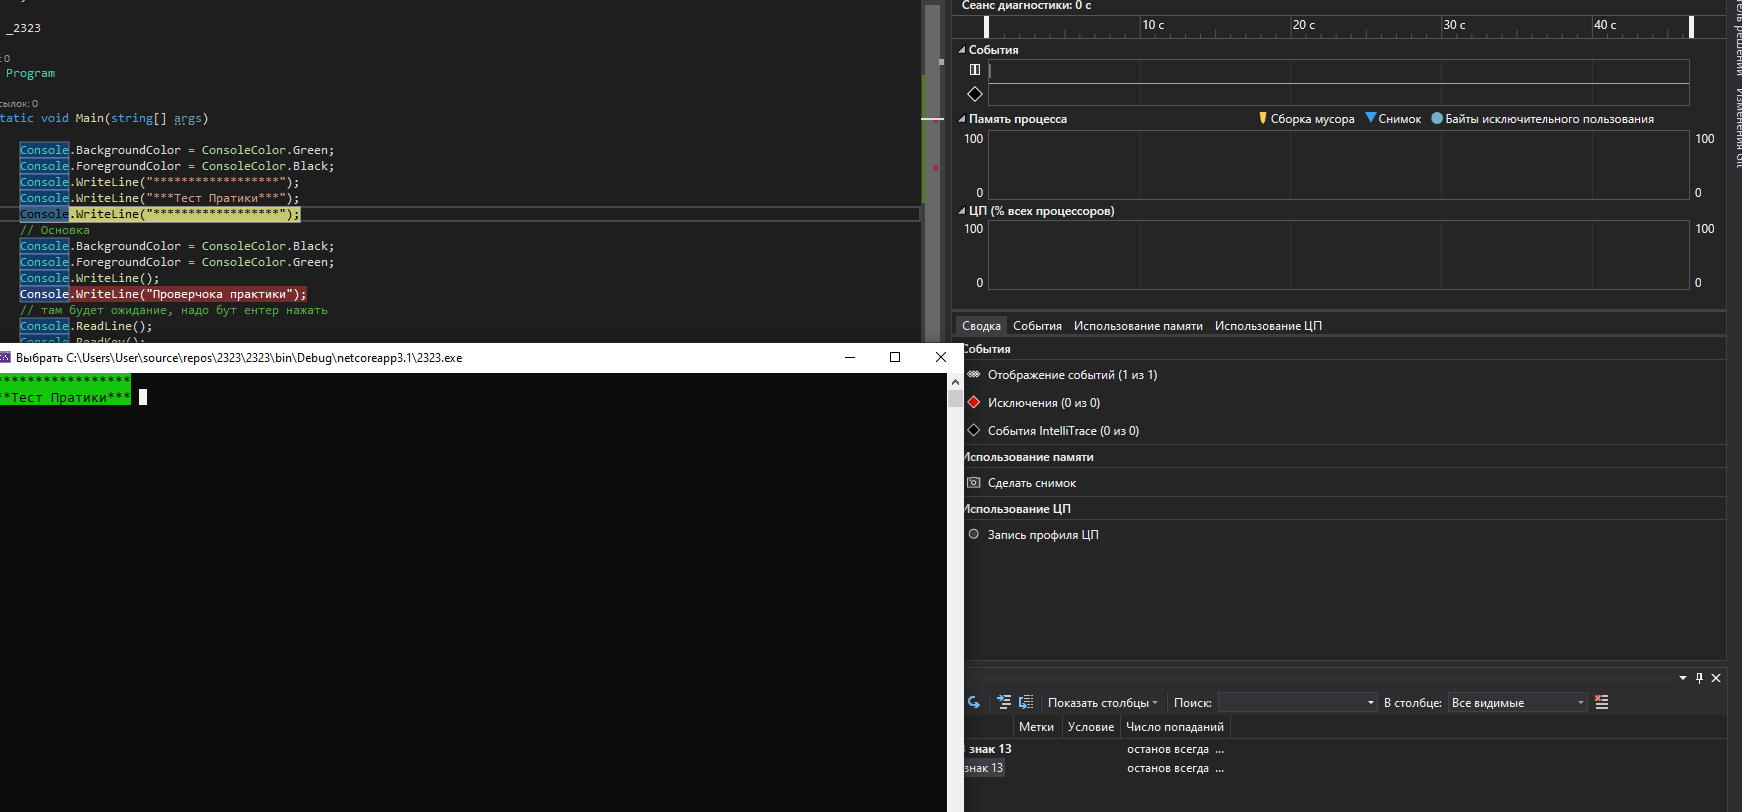 _2323
: 0
Program
сылок: 0
tatic void Main(string[] args)
Console.BackgroundColor = ConsoleColor.Green;
Console.ForegroundColor = ConsoleColor.Black;
Console.WriteLine("******************");
Console.WriteLine("***Тест Пратики***");
Console.WriteLine("******************");
// Основка
Console.BackgroundColor = ConsoleColor.Black;
Console.ForegroundColor = ConsoleColor.Green;
Console.WriteLine();
Console.WriteLine("Проверчока практики");
// там будет ожидание, надо бут ентер нажать
Console.ReadLine();
Console.ReadKey();
Выбрать C:\Users\User\source\repos\2323\2323\bin\Debug\netcoreapp3.1\2323.exe
*****************
**Тест Пратики***
Сеанс диагностики: 0 с
10 с 20 с 30 с 40 с
События
Память процесса Сборка мусора Снимок Байты исключительного пользования
100 100
0 0
ЦП (% всех процессоров)
100 100
0 0
Сводка События Использование памяти Использование ЦП
События
Отображение событий (1 из 1)
Исключения (0 из 0)
События IntelliTrace (0 из 0)
Использование памяти
Сделать снимок
Использование ЦП
Запись профиля ЦП
Показать столбцы Поиск: В столбце: Все видимые
Метки Условие Число попаданий
знак 13 останов всегда ...
знак 13 останов всегда ...